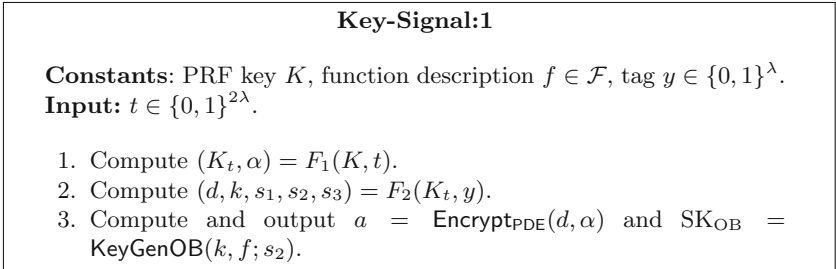 Key-Signal:1
Constants: PRF key K, function description f ∈ F, tag y ∈ {0, 1}^λ.
Input: t ∈ {0, 1}^{2λ}.
1. Compute (K_t, α) = F_1(K, t).
2. Compute (d, k, s_1, s_2, s_3) = F_2(K_t, y).
3. Compute and output a = Encrypt_PDE(d, α) and SK_OB =
KeyGenOB(k, f; s_2).